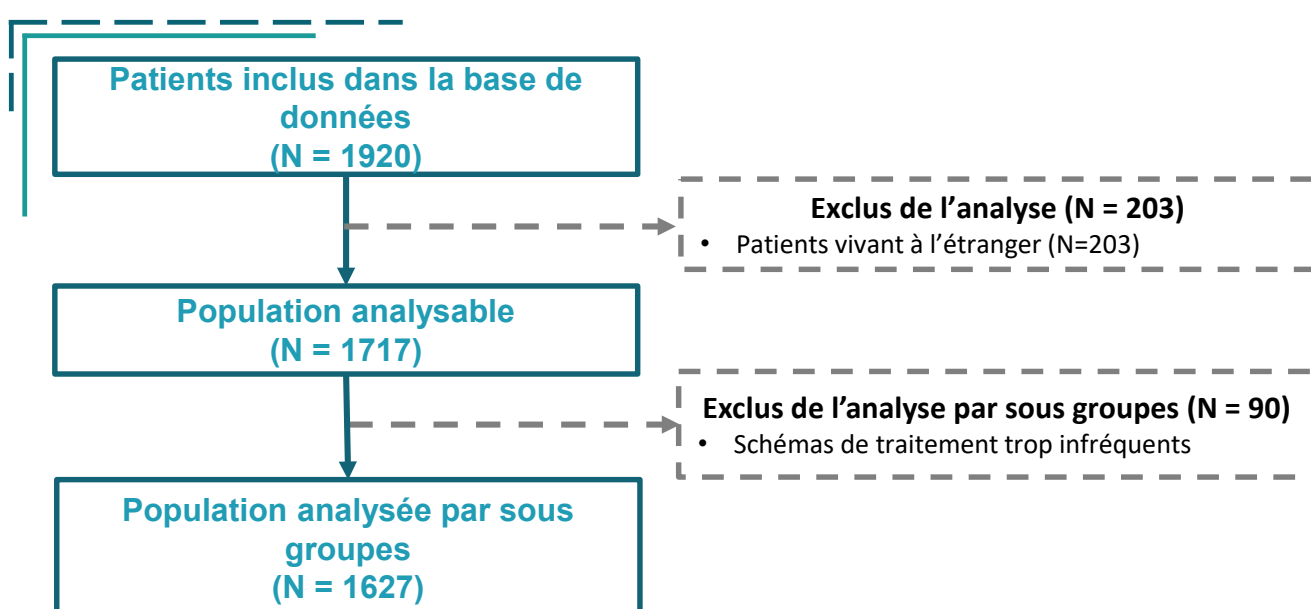 Patients inclus dans la base de
données
(N = 1920)
Exclus de l’analyse (N = 203)
• Patients vivant à l’étranger (N=203)
Population analysable
(N = 1717)
Exclus de l’analyse par sous groupes (N = 90)
• Schémas de traitement trop infréquents
Population analysée par sous
groupes
(N = 1627)